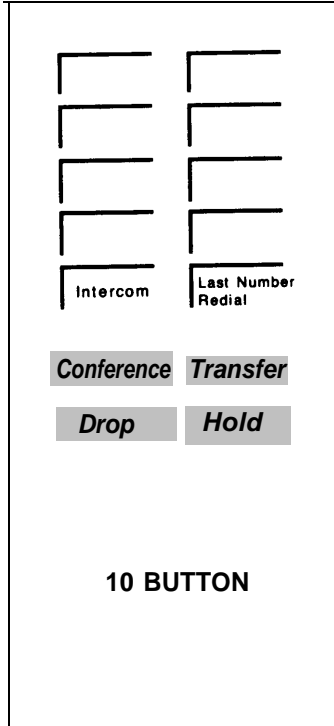 Intercom
Last Number
Redial
Conference Transfer
Drop Hold
10 BUTTON